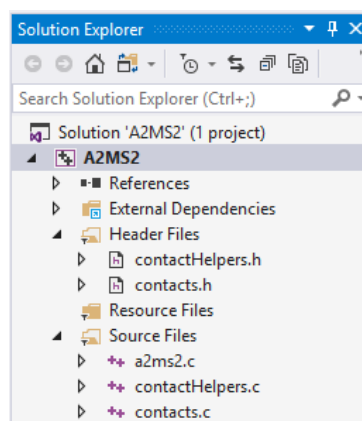 Solution Explorer
Search Solution Explorer (Ctrl+;)
Solution 'A2MS2' (1 project)
A2MS2
References
External Dependencies
Header Files
contactHelpers.h
contacts.h
Resource Files
Source Files
a2ms2.c
contactHelpers.c
contacts.c